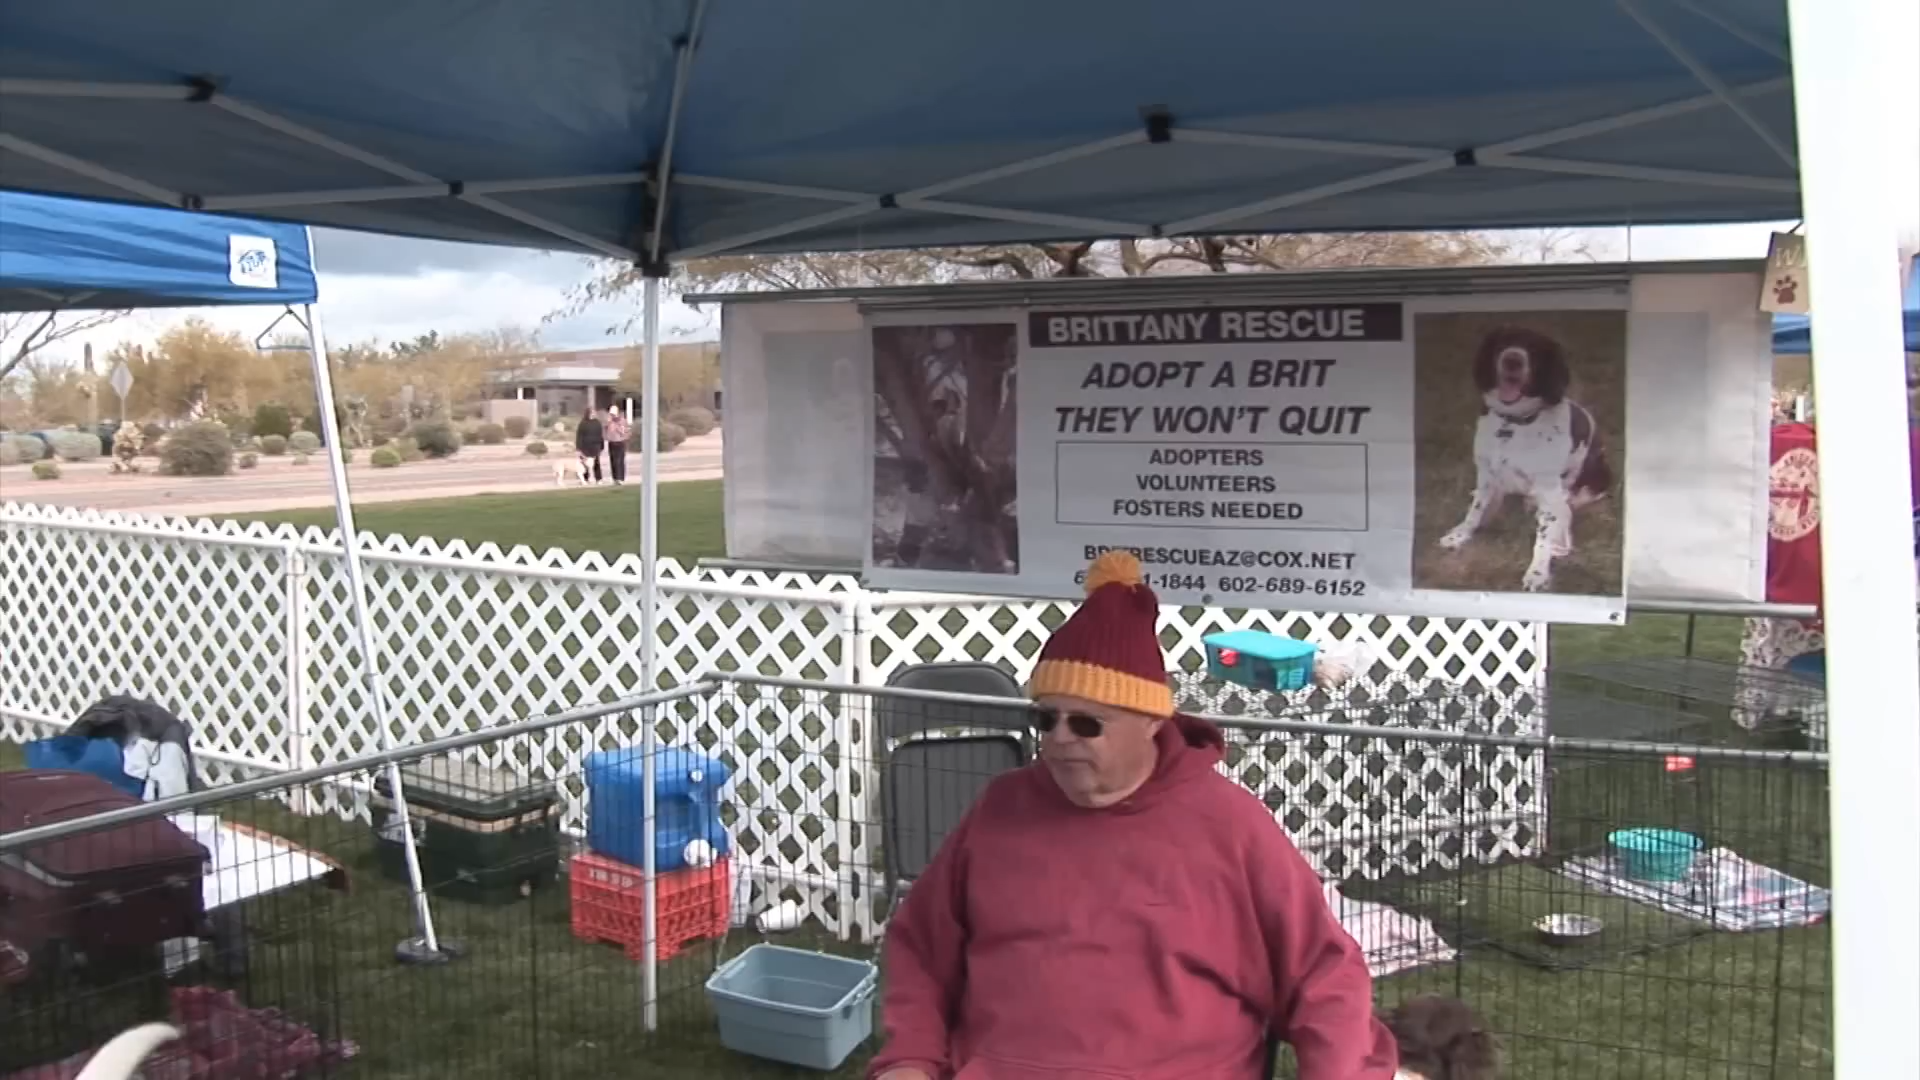 BRITTANY RESCUE
ADOPT A BRIT
THEY WON'T QUIT
ADOPTERS
VOLUNTEERS
FOSTERS NEEDED
602-689-6152